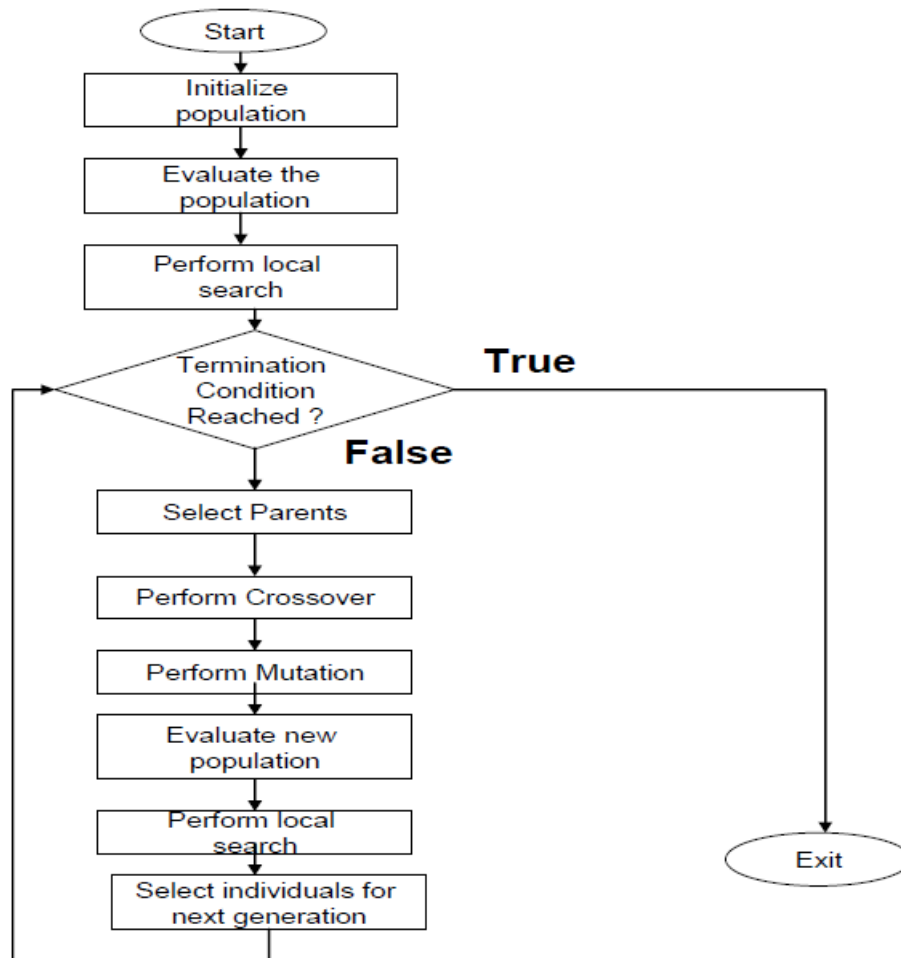 Start
Initialize
population
Evaluate the
population
Perform local
search
Termination
Condition
Reached ?
True
False
Select Parents
Perform Crossover
Perform Mutation
Evaluate new
population
Perform local
search
Select individuals for
next generation
Exit